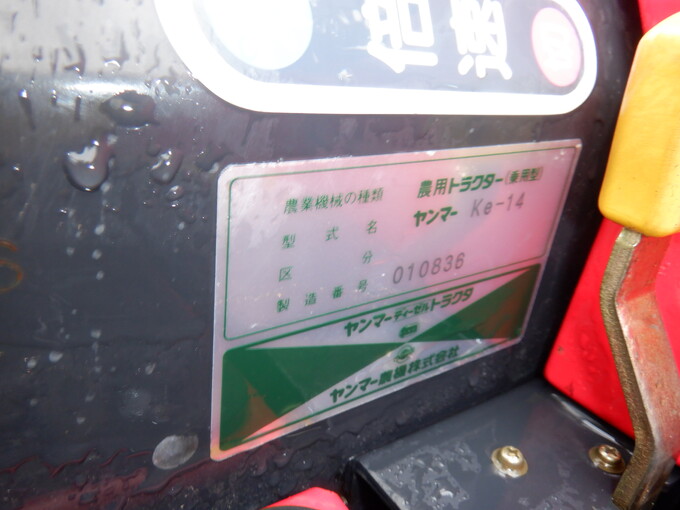 倍速
農業機械の種類 農用トラクター(乗用型)
型式名 ヤンマー Ke-14
区分
製造番号 010836
ヤンマーディーゼルトラクタ
ヤンマー農機株式会社